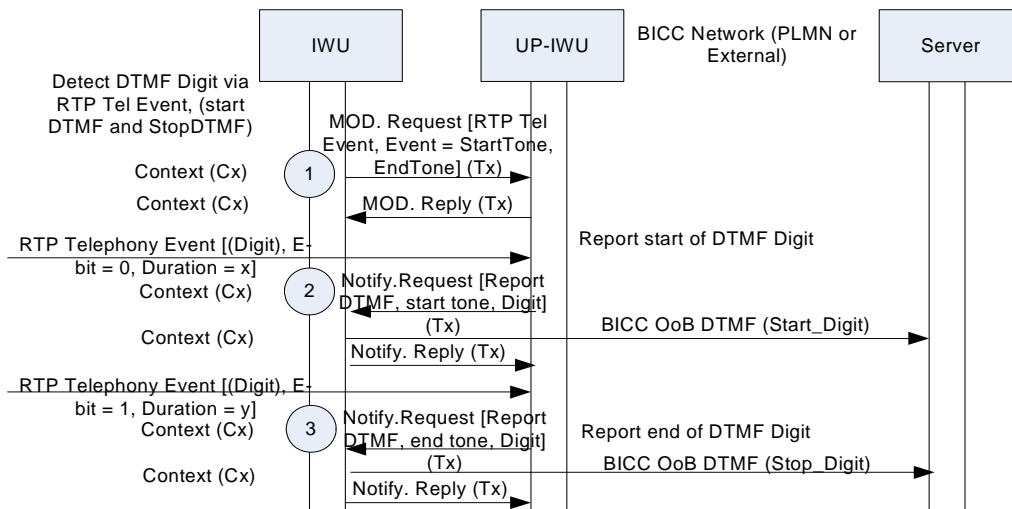 IWU
UP-IWU
BICC Network (PLMN or
External)
Server
Detect DTMF Digit via
RTP Tel Event, (start
DTMF and StopDTMF)
MOD. Request [RTP Tel
Event, Event = StartTone,
EndTone] (Tx)
Context (Cx)
1
Context (Cx)
MOD. Reply (Tx)
RTP Telephony Event [(Digit), E-
bit = 0, Duration = x]
Report start of DTMF Digit
Context (Cx)
2
Notify.Request [Report
DTMF, start tone, Digit]
(Tx)
Context (Cx)
BICC OoB DTMF (Start_Digit)
Notify. Reply (Tx)
RTP Telephony Event [(Digit), E-
bit = 1, Duration = y]
Context (Cx)
3
Notify.Request [Report
DTMF, end tone, Digit]
(Tx)
Report end of DTMF Digit
Context (Cx)
BICC OoB DTMF (Stop_Digit)
Notify. Reply (Tx)